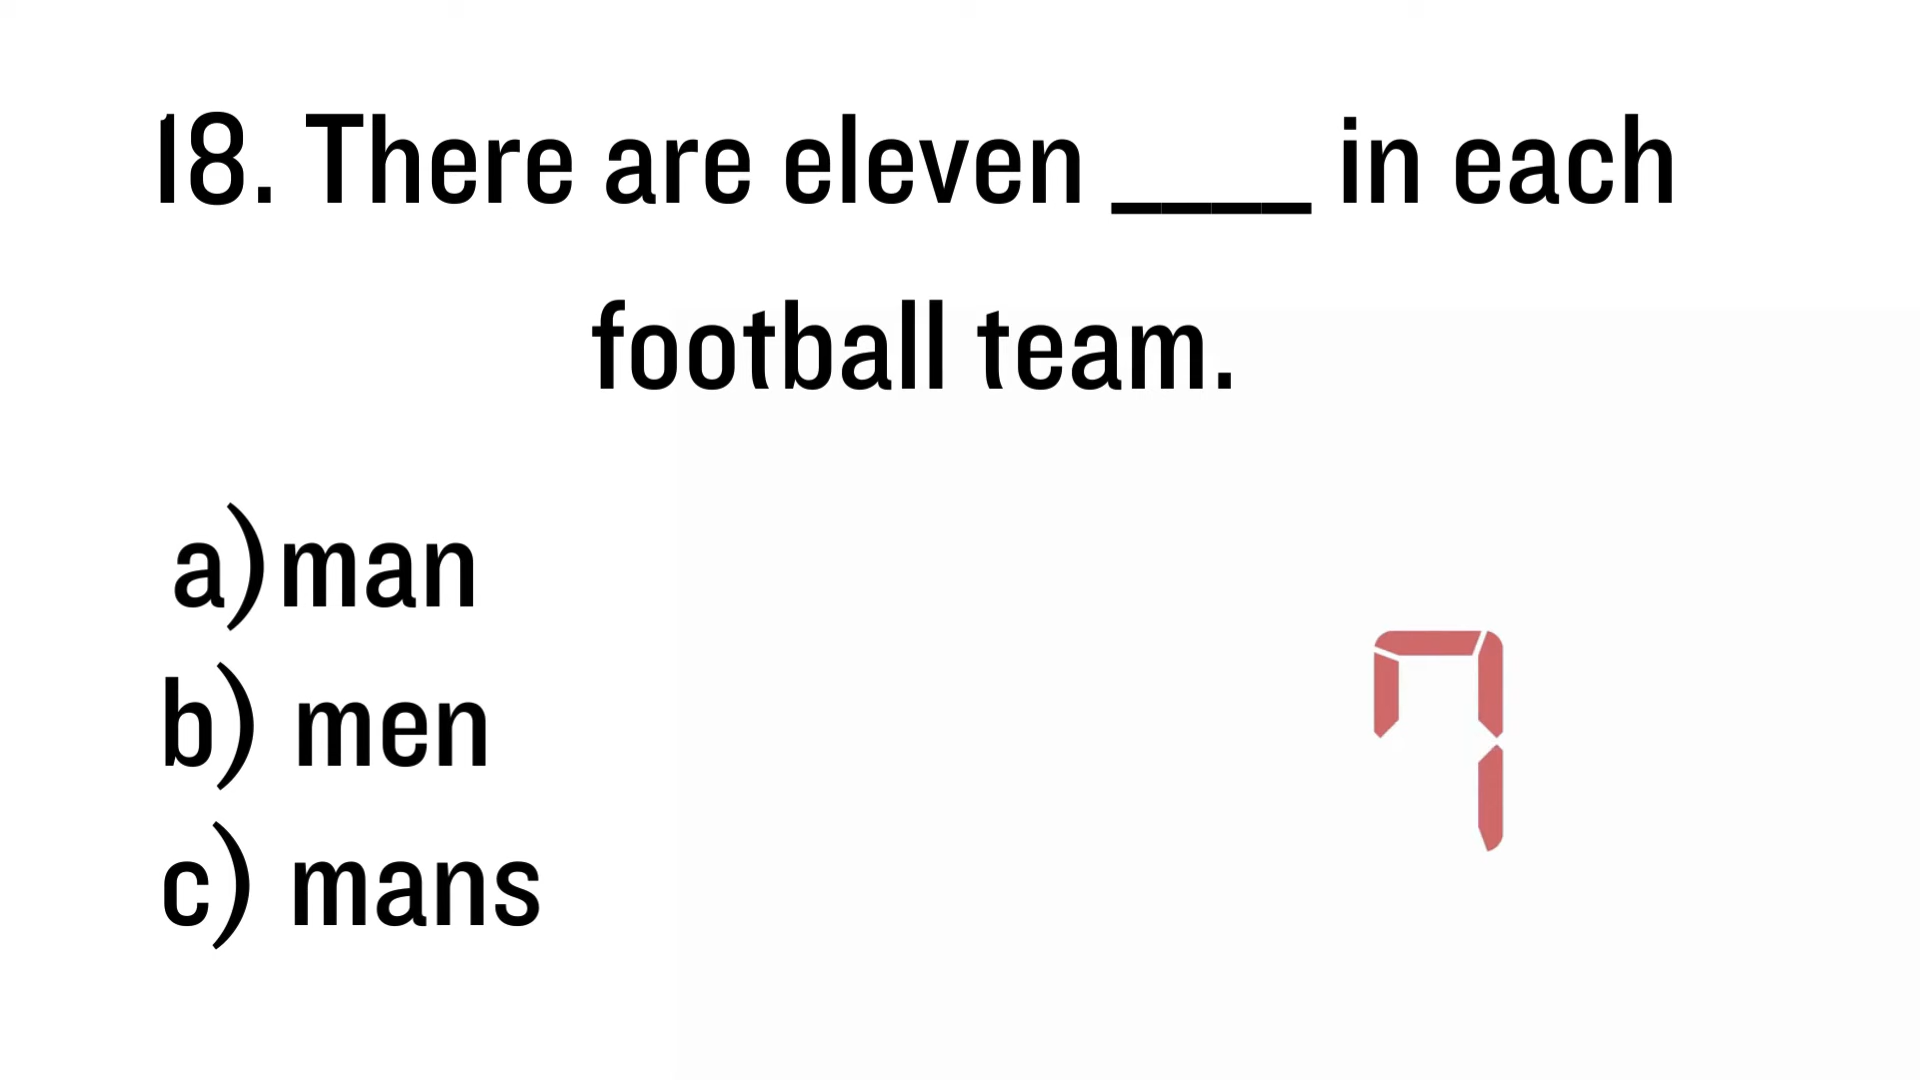 18. There are eleven ____ in each
football team.
a)man
b) men
c) mans
7